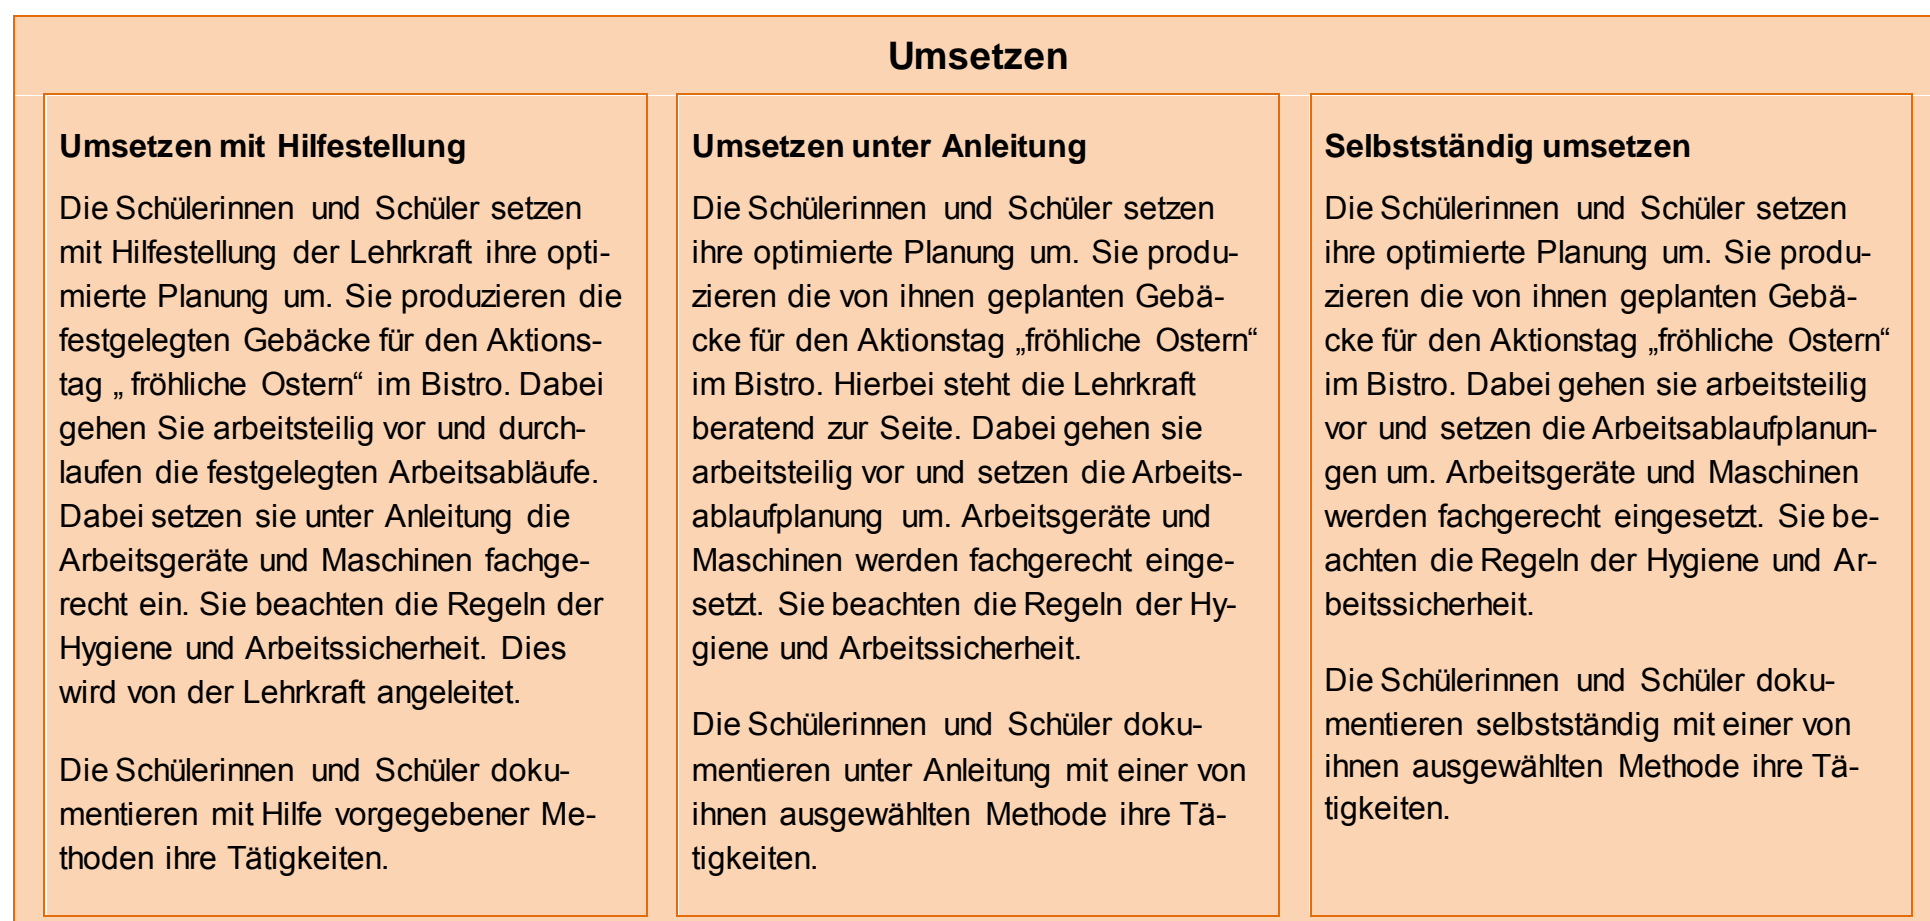 Umsetzen
Umsetzen mit Hilfestellung
Die Schülerinnen und Schüler setzen
mit Hilfestellung der Lehrkraft ihre opti-
mierte Planung um. Sie produzieren die
festgelegten Gebäcke für den Aktions-
tag „ fröhliche Ostern“ im Bistro. Dabei
gehen Sie arbeitsteilig vor und durch-
laufen die festgelegten Arbeitsabläufe.
Dabei setzen sie unter Anleitung die
Arbeitsgeräte und Maschinen fachge-
recht ein. Sie beachten die Regeln der
Hygiene und Arbeitssicherheit. Dies
wird von der Lehrkraft angeleitet.
Die Schülerinnen und Schüler doku-
mentieren mit Hilfe vorgegebener Me-
thoden ihre Tätigkeiten.
Umsetzen unter Anleitung
Die Schülerinnen und Schüler setzen
ihre optimierte Planung um. Sie produ-
zieren die von ihnen geplanten Gebä-
cke für den Aktionstag „fröhliche Ostern“
im Bistro. Hierbei steht die Lehrkraft
beratend zur Seite. Dabei gehen sie
arbeitsteilig vor und setzen die Arbeits-
ablaufplanung um. Arbeitsgeräte und
Maschinen werden fachgerecht einge-
setzt. Sie beachten die Regeln der Hy-
giene und Arbeitssicherheit.
Die Schülerinnen und Schüler doku-
mentieren unter Anleitung mit einer von
ihnen ausgewählten Methode ihre Tä-
tigkeiten.
Selbstständig umsetzen
Die Schülerinnen und Schüler setzen
ihre optimierte Planung um. Sie produ-
zieren die von ihnen geplanten Gebä-
cke für den Aktionstag „fröhliche Ostern“
im Bistro. Dabei gehen sie arbeitsteilig
vor und setzen die Arbeitsablaufplanun-
gen um. Arbeitsgeräte und Maschinen
werden fachgerecht eingesetzt. Sie be-
achten die Regeln der Hygiene und Ar-
beitssicherheit.
Die Schülerinnen und Schüler doku-
mentieren selbstständig mit einer von
ihnen ausgewählten Methode ihre Tä-
tigkeiten.